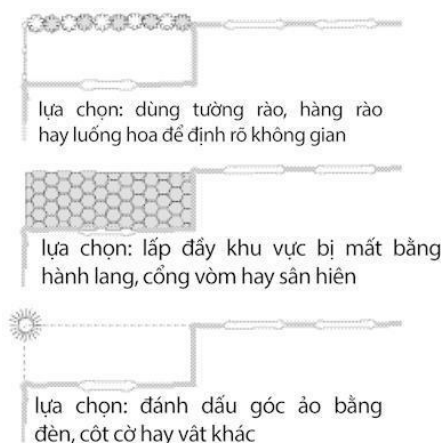 lựa chọn: dùng tường rào, hàng rào
hay luống hoa để định rõ không gian
lựa chọn: lấp đầy khu vực bị mất bằng
hành lang, cổng vòm hay sân hiên
lựa chọn: đánh dấu góc ảo bằng
đèn, cột cờ hay vật khác